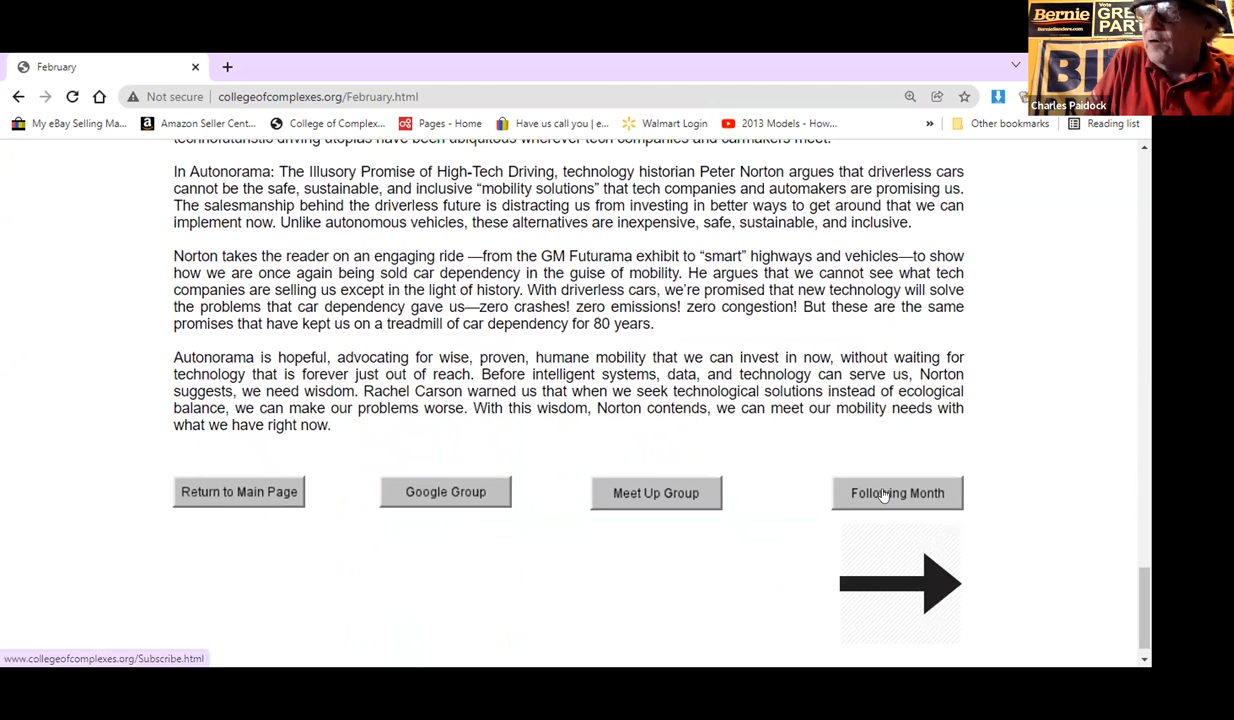 Bernie
BernieSanders.com
Vote
GRE
PART
Charles Paidock
February
Not secure
collegeofcomplexes.org/February.html
My eBay Selling Ma...
Amazon Seller Cent...
College of Complex...
Pages - Home
Have us call you | e...
Walmart Login
2013 Models - How...
»
Other bookmarks
Reading list
technofuturistic driving utopias have been ubiquitous wherever tech companies and carmakers meet.
In Autonorama: The Illusory Promise of High-Tech Driving, technology historian Peter Norton argues that driverless cars
cannot be the safe, sustainable, and inclusive “mobility solutions” that tech companies and automakers are promising us.
The salesmanship behind the driverless future is distracting us from investing in better ways to get around that we can
implement now. Unlike autonomous vehicles, these alternatives are inexpensive, safe, sustainable, and inclusive.
Norton takes the reader on an engaging ride —from the GM Futurama exhibit to “smart” highways and vehicles—to show
how we are once again being sold car dependency in the guise of mobility. He argues that we cannot see what tech
companies are selling us except in the light of history. With driverless cars, we’re promised that new technology will solve
the problems that car dependency gave us—zero crashes! zero emissions! zero congestion! But these are the same
promises that have kept us on a treadmill of car dependency for 80 years.
Autonorama is hopeful, advocating for wise, proven, humane mobility that we can invest in now, without waiting for
technology that is forever just out of reach. Before intelligent systems, data, and technology can serve us, Norton
suggests, we need wisdom. Rachel Carson warned us that when we seek technological solutions instead of ecological
balance, we can make our problems worse. With this wisdom, Norton contends, we can meet our mobility needs with
what we have right now.
Return to Main Page
Google Group
Meet Up Group
Following Month
www.collegeofcomplexes.org/Subscribe.html